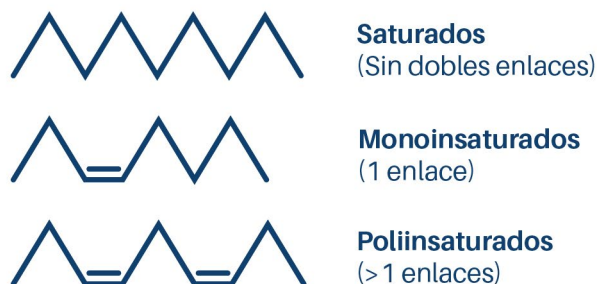 Saturados
(Sin dobles enlaces)
Monoinsaturados
(1 enlace)
Poliinsaturados
(>1 enlaces)